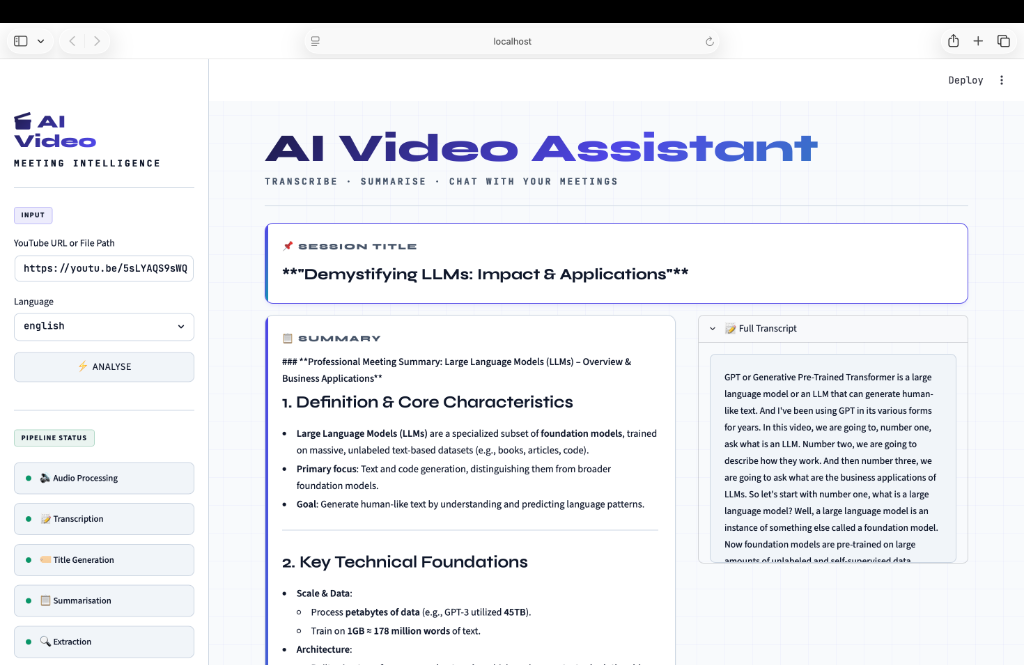 localhost
Deploy
AI
Video
MEETING INTELLIGENCE
INPUT
YouTube URL or File Path
https://youtu.be/5sLYAQS9sWQ
Language
english
⚡ ANALYSE
PIPELINE STATUS
Audio Processing
Transcription
Title Generation
Summarisation
Extraction
AI Video Assistant
TRANSCRIBE · SUMMARISE · CHAT WITH YOUR MEETINGS
📌 SESSION TITLE
**"Demystifying LLMs: Impact & Applications"**
📋 SUMMARY
### **Professional Meeting Summary: Large Language Models (LLMs) – Overview &
Business Applications**
1. Definition & Core Characteristics
• Large Language Models (LLMs) are a specialized subset of foundation models, trained
on massive, unlabeled text-based datasets (e.g., books, articles, code).
• Primary focus: Text and code generation, distinguishing them from broader
foundation models.
• Goal: Generate human-like text by understanding and predicting language patterns.
2. Key Technical Foundations
• Scale & Data:
○ Process petabytes of data (e.g., GPT-3 utilized 45TB).
○ Train on 1GB ≈ 178 million words of text.
• Architecture:
📝 Full Transcript
GPT or Generative Pre-Trained Transformer is a large
language model or an LLM that can generate human-
like text. And I've been using GPT in its various forms
for years. In this video, we are going to, number one,
ask what is an LLM. Number two, we are going to
describe how they work. And then number three, we
are going to ask what are the business applications of
LLMs. So let's start with number one, what is a large
language model? Well, a large language model is an
instance of something else called a foundation model.
Now foundation models are pre-trained on large
amounts of unlabeled and self-supervised data